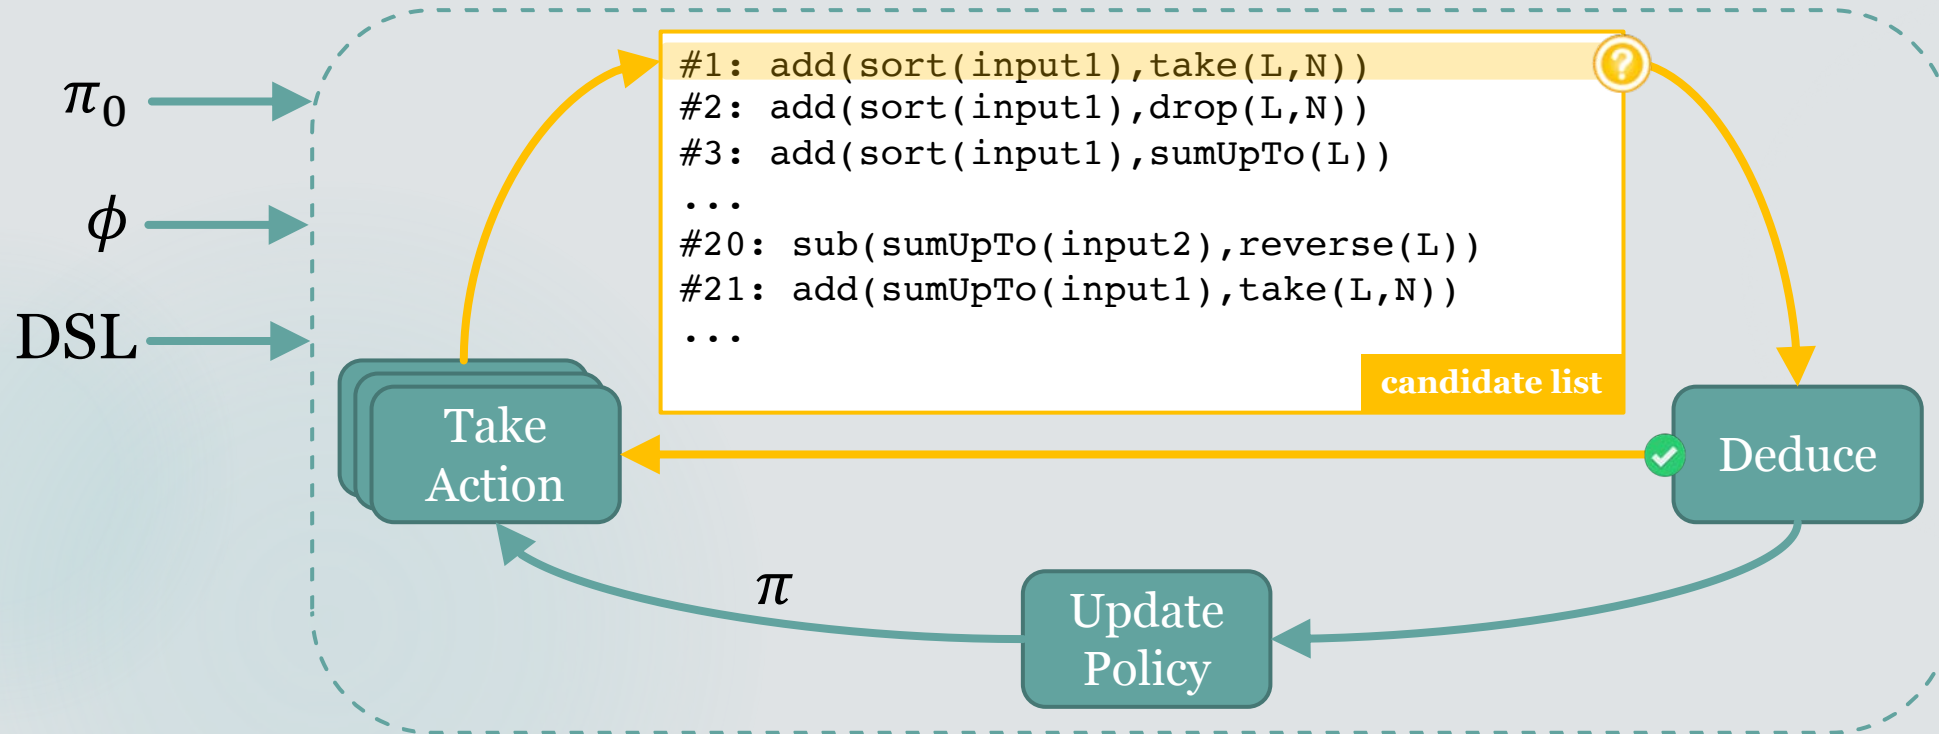 π₀
ϕ
DSL
#1: add(sort(input1),take(L,N))
?
#2: add(sort(input1),drop(L,N))
#3: add(sort(input1),sumUpTo(L))
...
#20: sub(sumUpTo(input2),reverse(L))
#21: add(sumUpTo(input1),take(L,N))
...
candidate list
Take
Action
Deduce
π
Update
Policy